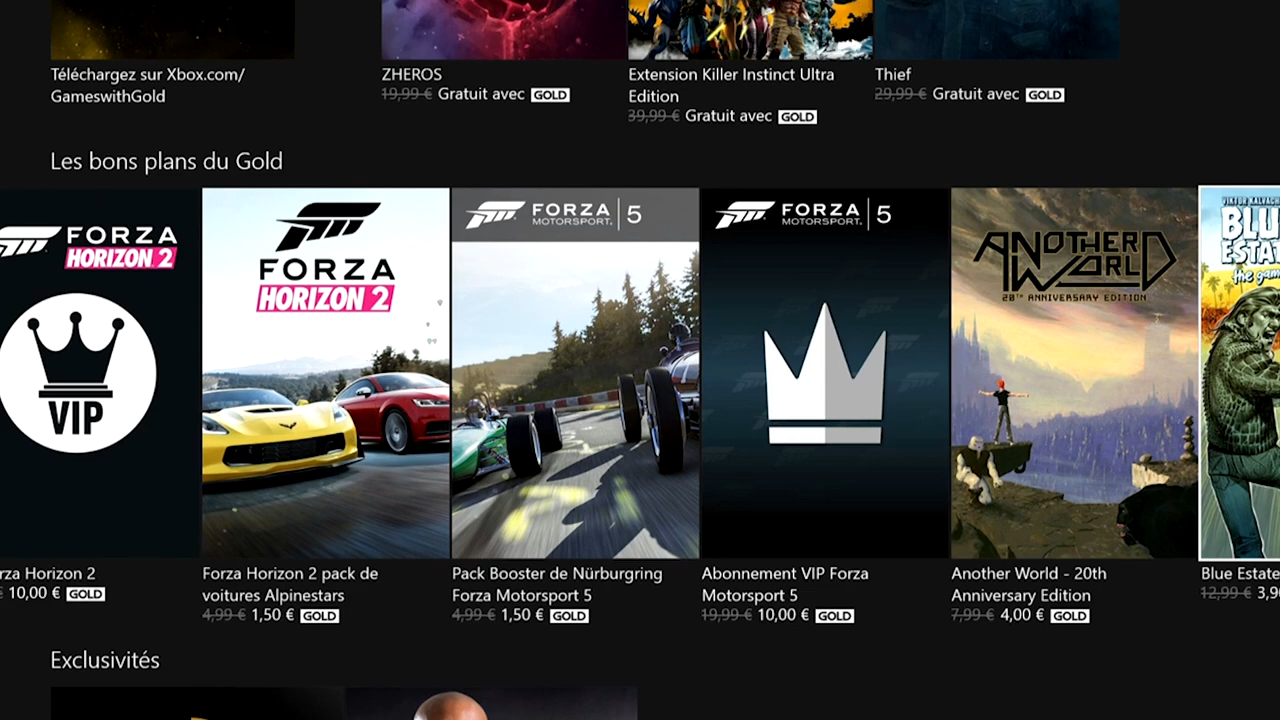 Téléchargez sur Xbox.com/
GameswithGold
ZHEROS
19,99 € Gratuit avec GOLD
Extension Killer Instinct Ultra
Edition
39,99 € Gratuit avec GOLD
Thief
29,99 € Gratuit avec GOLD
Les bons plans du Gold
FORZA
HORIZON 2
VIP
rza Horizon 2
€ 10,00 € GOLD
FORZA
HORIZON 2
Forza Horizon 2 pack de
voitures Alpinestars
4,99 € 1,50 € GOLD
FORZA
MOTORSPORT. 5
Pack Booster de Nürburgring
Forza Motorsport 5
4,99 € 1,50 € GOLD
FORZA
MOTORSPORT. 5
Abonnement VIP Forza
Motorsport 5
19,99 € 10,00 € GOLD
ANOTHER
WORLD
20TH ANNIVERSARY EDITION
Another World - 20th
Anniversary Edition
7,99 € 4,00 € GOLD
BLU
ESTAT
the gam
Blue Estate
12,99 € 3,9
Exclusivités